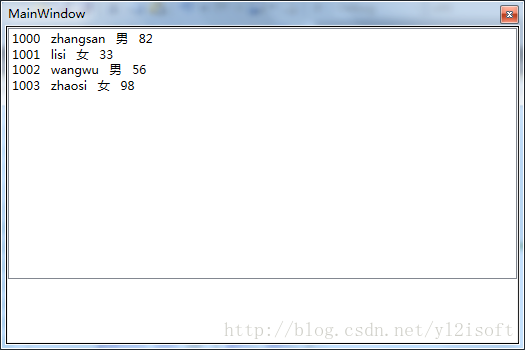 MainWindow
1000 zhangsan 男 82
1001 lisi 女 33
1002 wangwu 男 56
1003 zhaosi 女 98
http://blog.csdn.net/yl2isoft